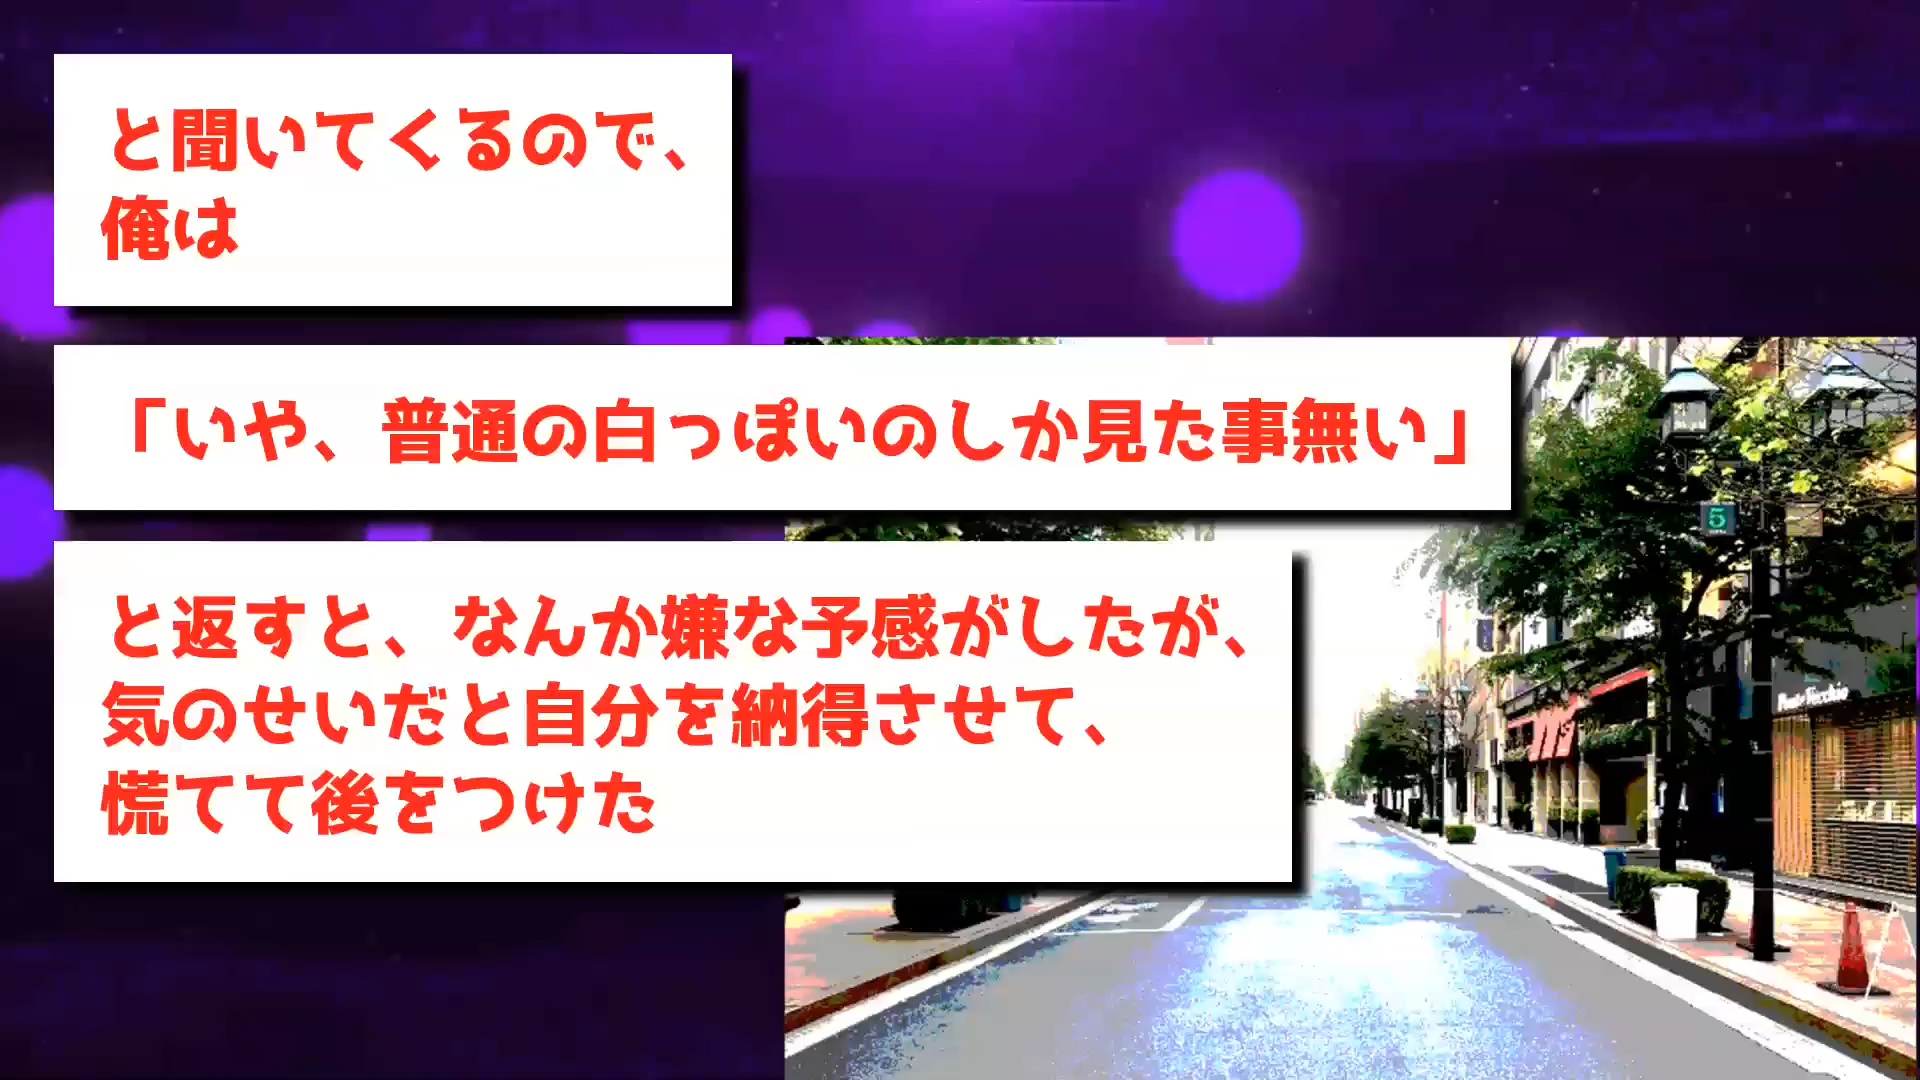 と聞いてくるので、
俺は
「いや、普通の白っぽいのしか見た事無い」
と返すと、なんか嫌な予感がしたが、
気のせいだと自分を納得させて、
慌てて後をつけた
5
Ponte Vecchio